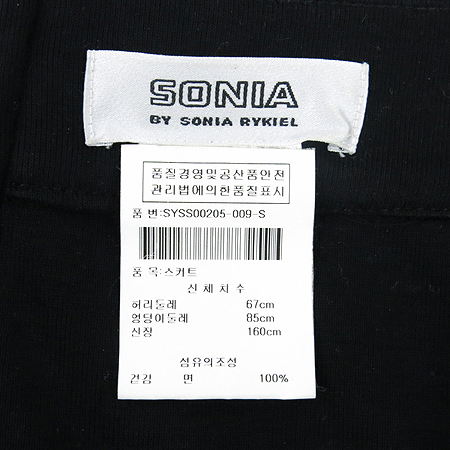 SONIA
BY SONIA RYKIEL
품질경영및공산품안전
관리법에의한품질표시
품 번:SYSS00205-009-S
품 목:스커트
신체치수
허리둘레 67cm
엉덩이둘레 85cm
신장 160cm
섬유의조성
겉감 면 100%